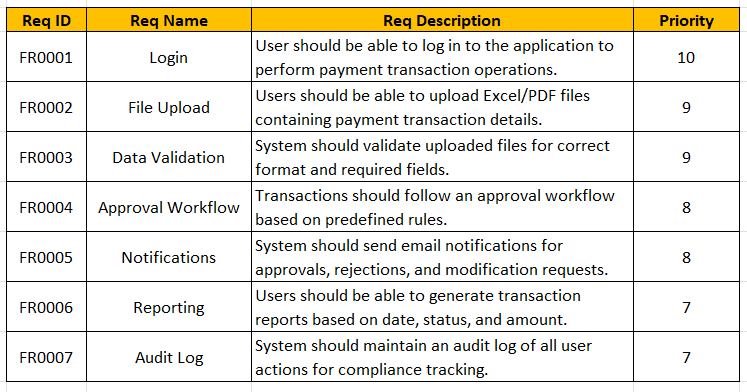 Req ID Req Name Req Description Priority
FR0001 Login User should be able to log in to the application to
perform payment transaction operations. 10
FR0002 File Upload Users should be able to upload Excel/PDF files
containing payment transaction details. 9
FR0003 Data Validation System should validate uploaded files for correct
format and required fields. 9
FR0004 Approval Workflow Transactions should follow an approval workflow
based on predefined rules. 8
FR0005 Notifications System should send email notifications for
approvals, rejections, and modification requests. 8
FR0006 Reporting Users should be able to generate transaction
reports based on date, status, and amount. 7
FR0007 Audit Log System should maintain an audit log of all user
actions for compliance tracking. 7